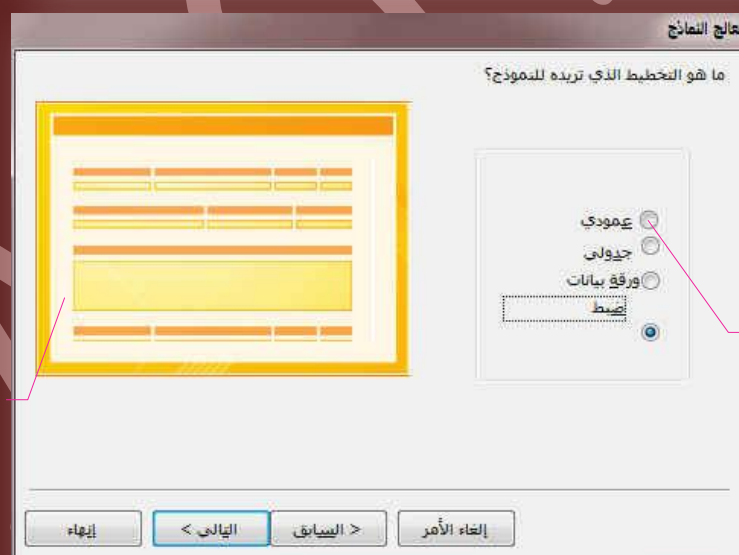 معالج النماذج
ما هو التخطيط الذي تريده للنموذج؟
عمودي
جدولي
ورقة بيانات
ضبط
إلغاء الأمر
< السابق
التالي >
إنهاء